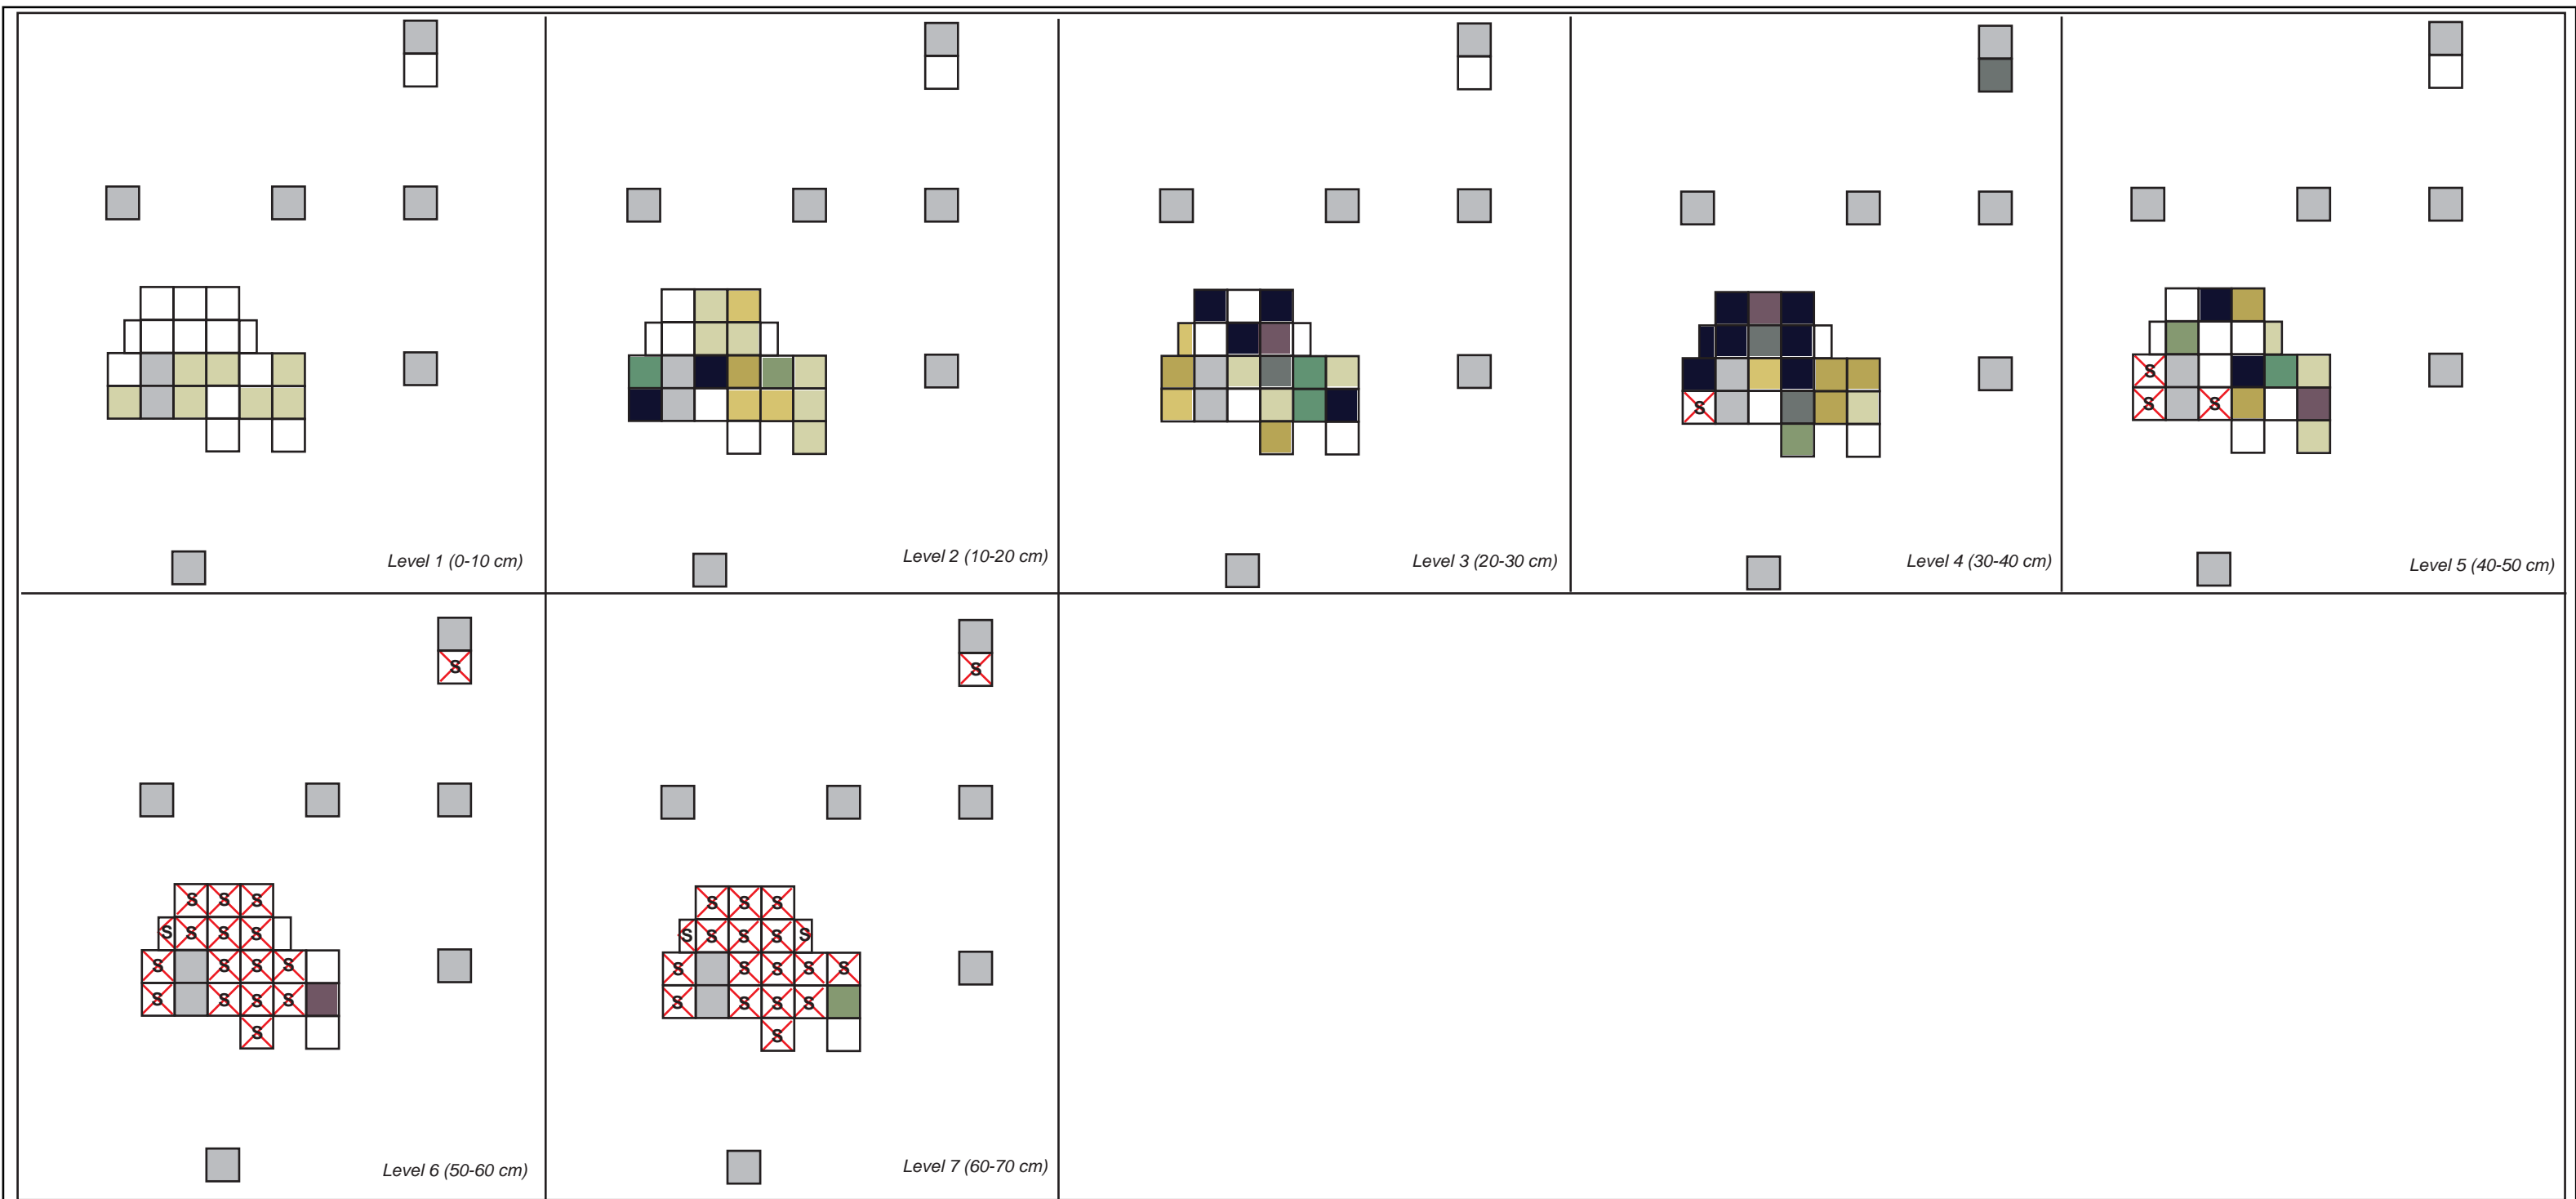 Level 1 (0-10 cm)
Level 2 (10-20 cm)
Level 3 (20-30 cm)
Level 4 (30-40 cm)
Level 5 (40-50 cm)
S
S
S
S
Level 6 (50-60 cm)
S
S S S
S S S S
S S S S
S S S S
S
Level 7 (60-70 cm)
S
S S S
S S S S S
S S S S S
S S S S
S